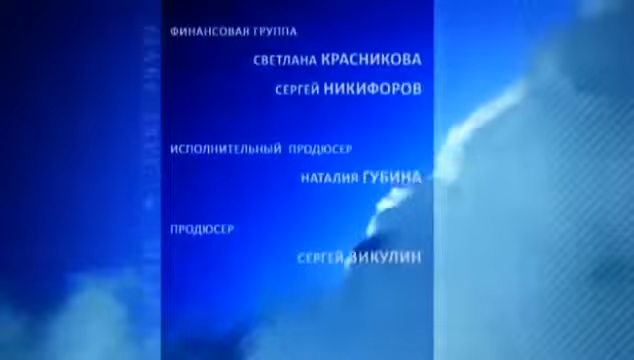 ФИНАНСОВАЯ ГРУППА
СВЕТЛАНА КРАСНИКОВА
СЕРГЕЙ НИКИФОРОВ
ИСПОЛНИТЕЛЬНЫЙ ПРОДЮСЕР
НАТАЛИЯ ГУБИНА
ПРОДЮСЕР
СЕРГЕЙ ВИКУЛИН